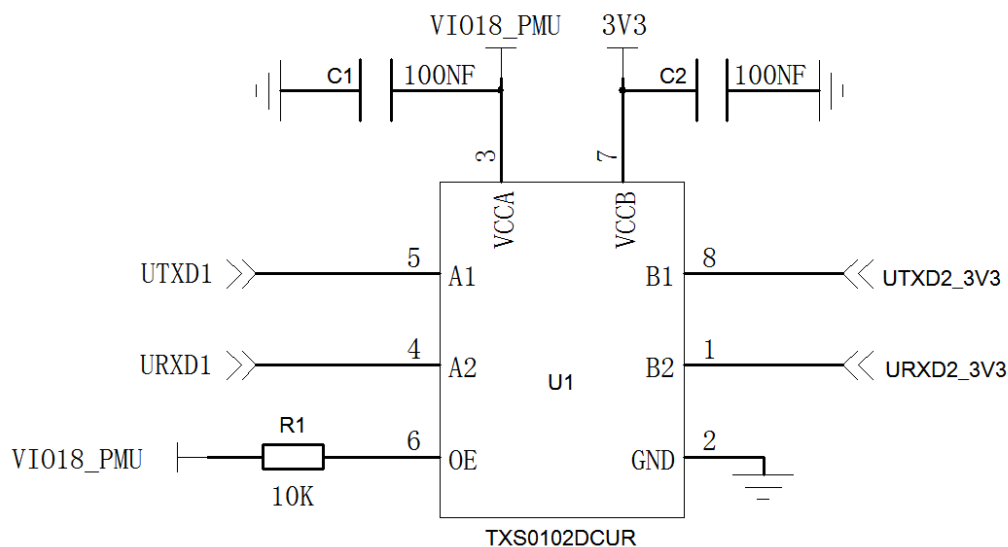 VIO18_PMU 3V3
C1 100NF C2 100NF
3 7
VCCA VCCB
UTXD1 5 A1 B1 8 UTXD2_3V3
URXD1 4 A2 B2 1 URXD2_3V3
U1
R1
VIO18_PMU 6 OE GND 2
10K
TXS0102DCUR